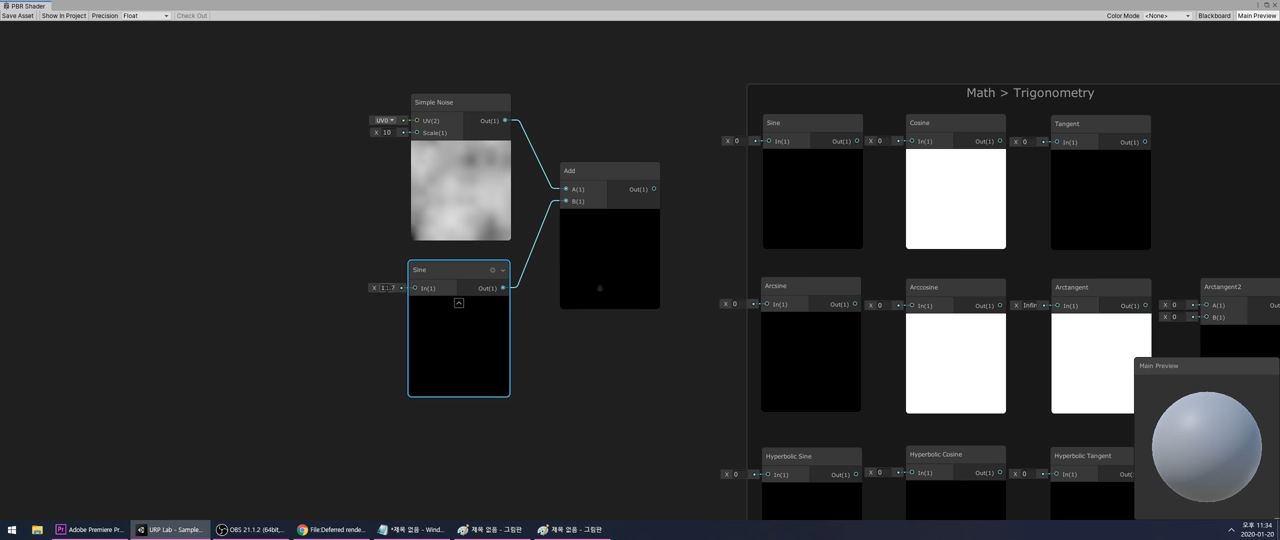 PBR Shader
Save Asset Show In Project Precision Float Check Out Color Mode <None> Blackboard Main Preview
Math > Trigonometry
Simple Noise
UV0 UV(2) Out(1)
X 10 Scale(1)
Add
A(1) Out(1)
B(1)
Sine
X 11.7 In(1) Out(1)
Sine
X 0 In(1) Out(1)
Cosine
X 0 In(1) Out(1)
Tangent
X 0 In(1) Out(1)
Arcsine
X 0 In(1) Out(1)
Arccosine
X 0 In(1) Out(1)
Arctangent
X Infir In(1) Out(1)
Arctangent2
X 0 A(1) Out
X 0 B(1)
Main Preview
Hyperbolic Sine
X 0 In(1) Out(1)
Hyperbolic Cosine
X 0 In(1) Out(1)
Hyperbolic Tangent
X 0 In(1) Out(
Adobe Premiere Pr... URP Lab - Sample... OBS 21.1.2 (64bit,... File:Deferred rende... *제목 없음 - Wind... 제목 없음 - 그림판 제목 없음 - 그림판
오후 11:34
2020-01-20